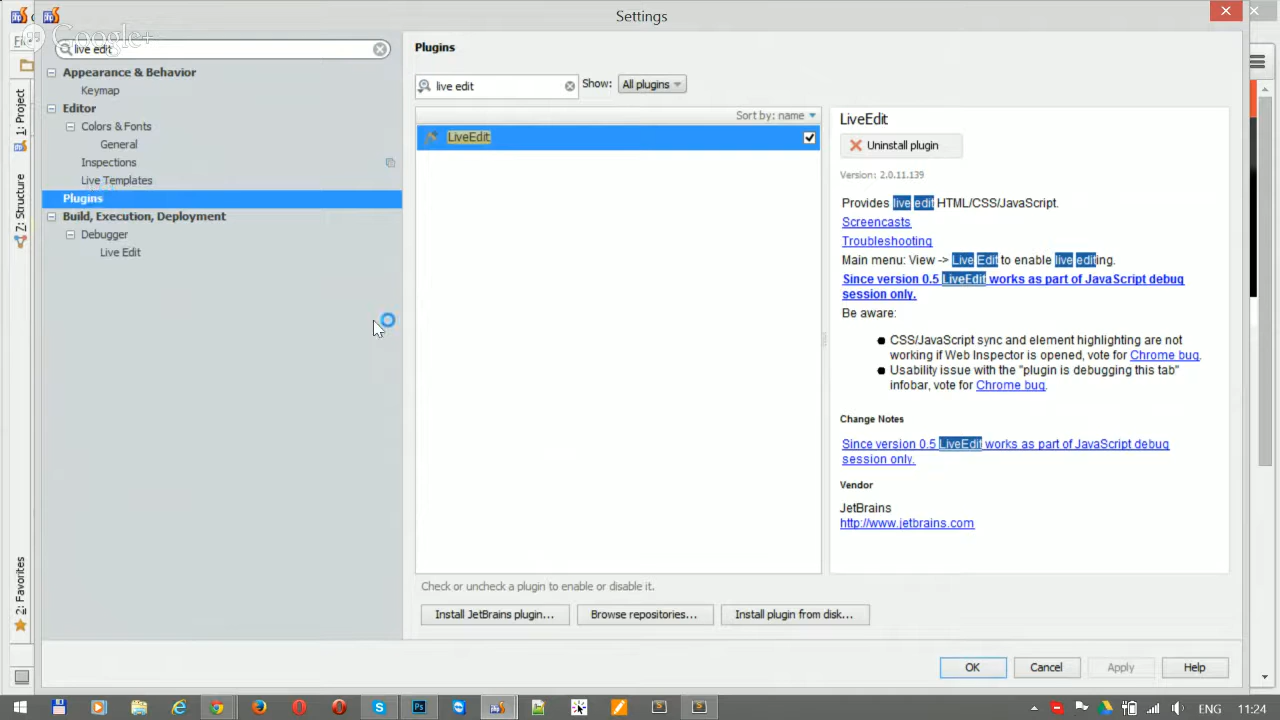 Settings
Google+
live edit
Appearance & Behavior
Keymap
Editor
Colors & Fonts
General
Inspections
Live Templates
Plugins
Build, Execution, Deployment
Debugger
Live Edit
1: Project
Z: Structure
2: Favorites
Plugins
live edit
Show: All plugins
Sort by: name
LiveEdit
LiveEdit
Uninstall plugin
Version: 2.0.11.139
Provides live edit HTML/CSS/JavaScript.
Screencasts
Troubleshooting
Main menu: View -> Live Edit to enable live editing.
Since version 0.5 LiveEdit works as part of JavaScript debug
session only.
Be aware:
CSS/JavaScript sync and element highlighting are not
working if Web Inspector is opened, vote for Chrome bug.
Usability issue with the "plugin is debugging this tab"
infobar, vote for Chrome bug.
Change Notes
Since version 0.5 LiveEdit works as part of JavaScript debug
session only.
Vendor
JetBrains
http://www.jetbrains.com
Check or uncheck a plugin to enable or disable it.
Install JetBrains plugin...
Browse repositories...
Install plugin from disk...
OK
Cancel
Apply
Help
ENG
11:24